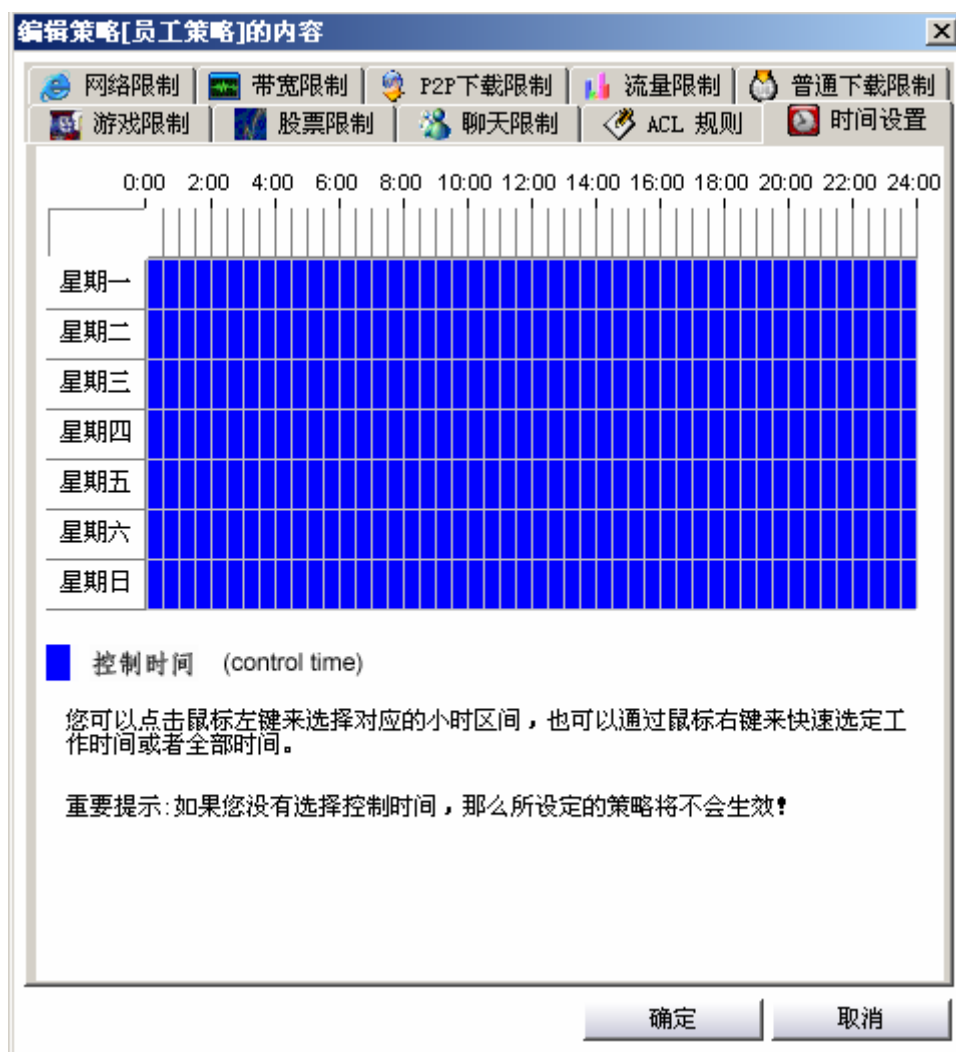 编辑策略[员工策略]的内容
网络限制 带宽限制 P2P下载限制 流量限制 普通下载限制
游戏限制 股票限制 聊天限制 ACL 规则 时间设置
0:00 2:00 4:00 6:00 8:00 10:00 12:00 14:00 16:00 18:00 20:00 22:00 24:00
星期一
星期二
星期三
星期四
星期五
星期六
星期日
控制时间 (control time)
您可以点击鼠标左键来选择对应的小时区间，也可以通过鼠标右键来快速选定工
作时间或者全部时间。
重要提示:如果您没有选择控制时间，那么所设定的策略将不会生效!
确定 取消